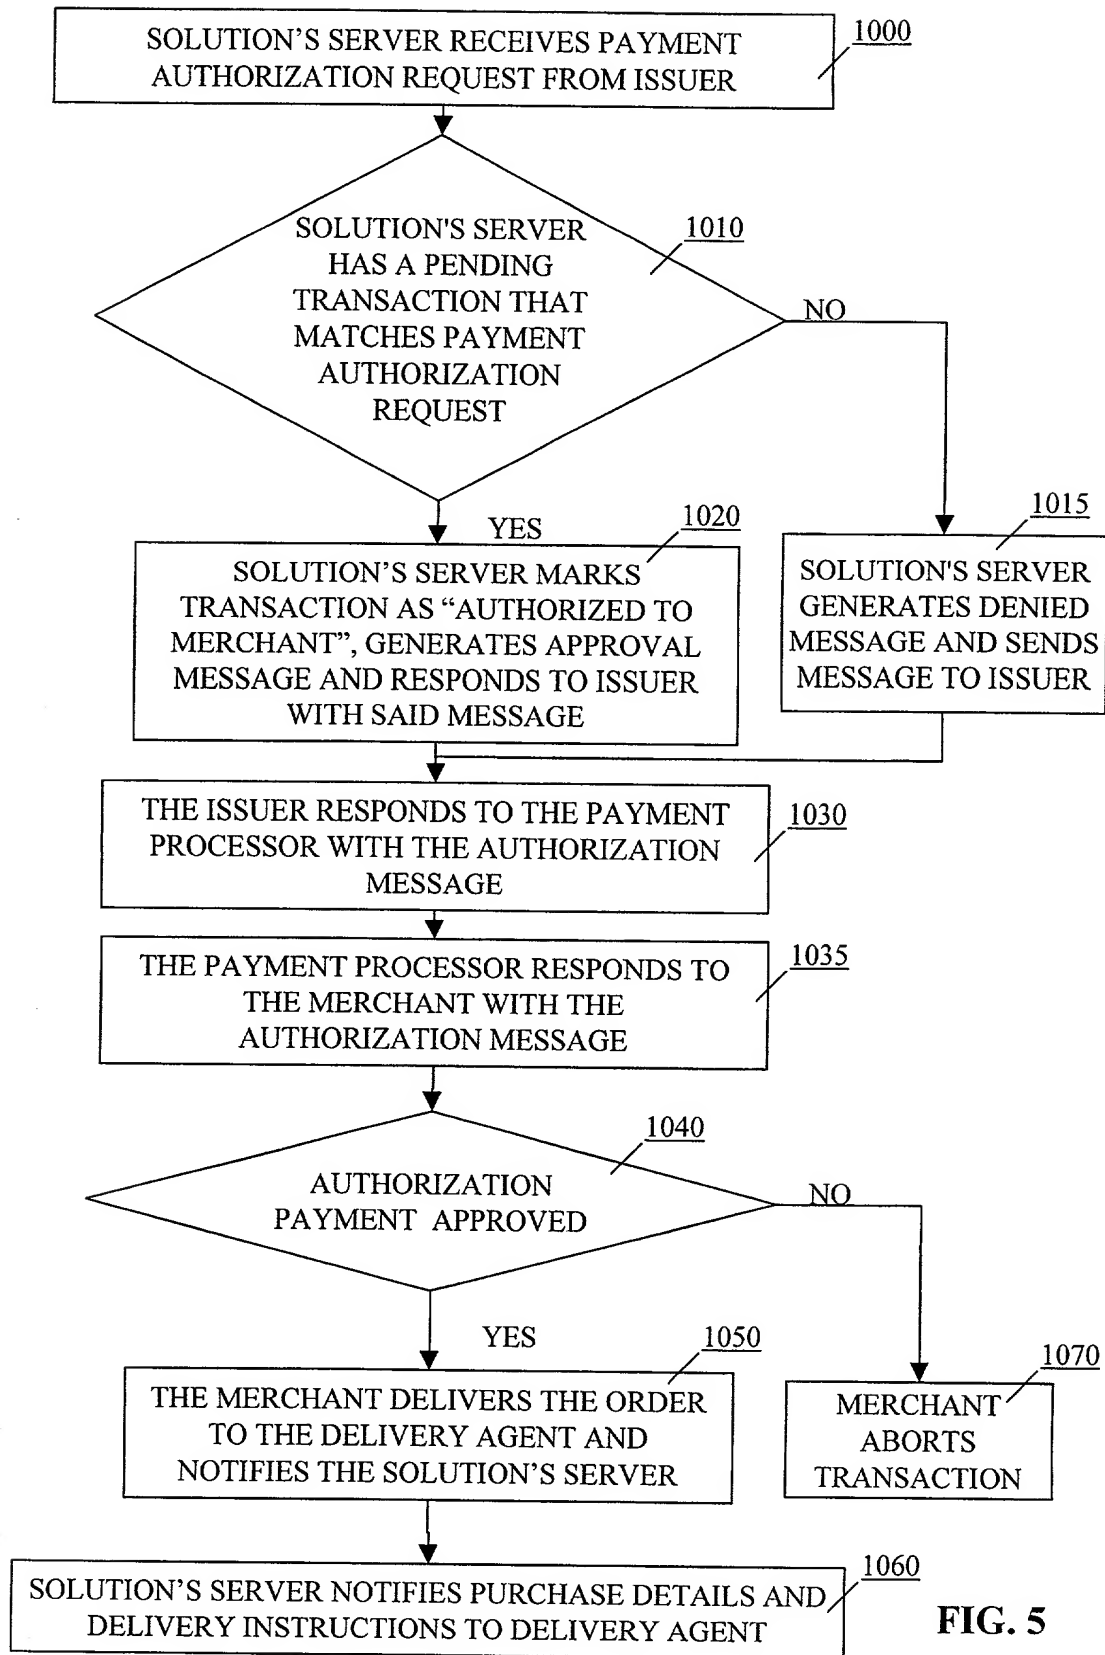 SOLUTION’S SERVER RECEIVES PAYMENT
AUTHORIZATION REQUEST FROM ISSUER
1000
SOLUTION'S SERVER
HAS A PENDING
TRANSACTION THAT
MATCHES PAYMENT
AUTHORIZATION
REQUEST
1010
NO
YES
1020
SOLUTION’S SERVER MARKS
TRANSACTION AS “AUTHORIZED TO
MERCHANT”, GENERATES APPROVAL
MESSAGE AND RESPONDS TO ISSUER
WITH SAID MESSAGE
1015
SOLUTION'S SERVER
GENERATES DENIED
MESSAGE AND SENDS
MESSAGE TO ISSUER
THE ISSUER RESPONDS TO THE PAYMENT
PROCESSOR WITH THE AUTHORIZATION
MESSAGE
1030
THE PAYMENT PROCESSOR RESPONDS TO
THE MERCHANT WITH THE
AUTHORIZATION MESSAGE
1035
1040
AUTHORIZATION
PAYMENT APPROVED
NO
YES
1050
THE MERCHANT DELIVERS THE ORDER
TO THE DELIVERY AGENT AND
NOTIFIES THE SOLUTION’S SERVER
1070
MERCHANT
ABORTS
TRANSACTION
1060
SOLUTION’S SERVER NOTIFIES PURCHASE DETAILS AND
DELIVERY INSTRUCTIONS TO DELIVERY AGENT
FIG. 5